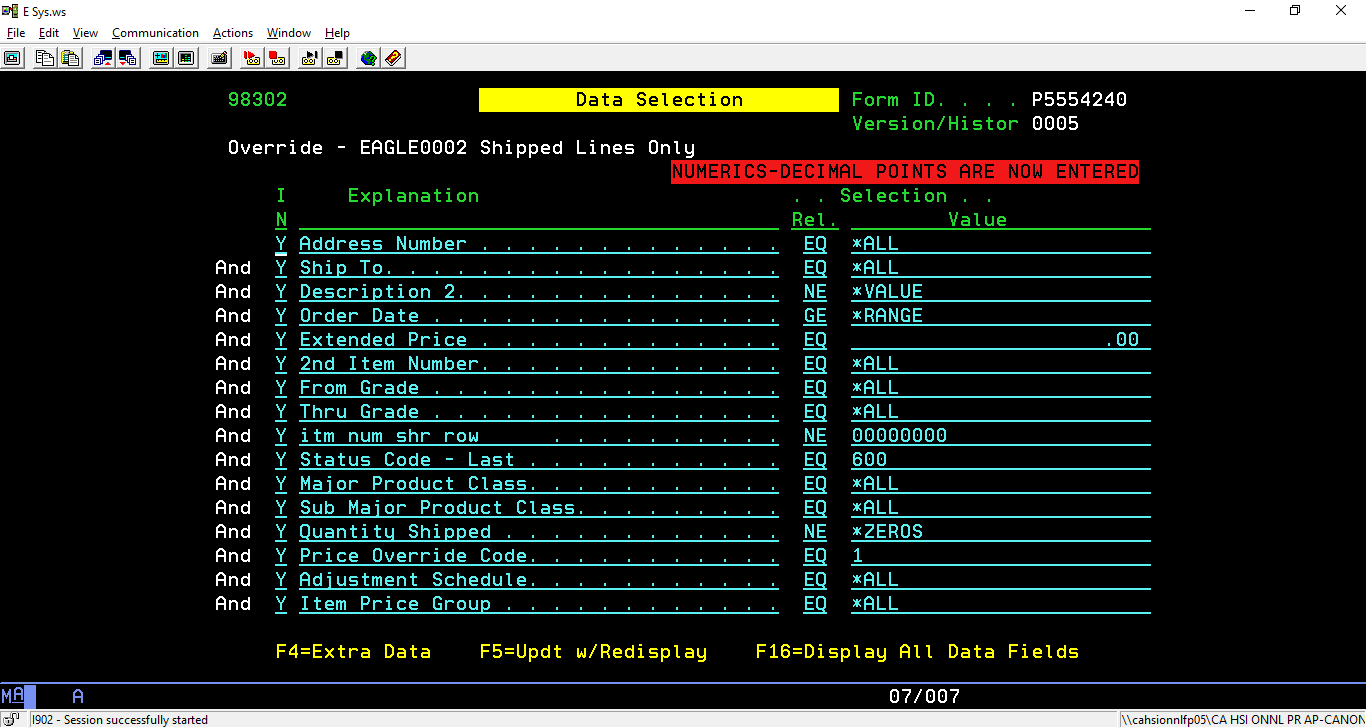 E Sys.ws
File Edit View Communication Actions Window Help
98302 Data Selection Form ID. . . . P5554240
Version/Histor 0005
Override - EAGLE0002 Shipped Lines Only
NUMERICS-DECIMAL POINTS ARE NOW ENTERED
I Explanation . . Selection . .
N Rel. Value
Y Address Number . . . . . . . . . . . . . EQ *ALL
And Y Ship To. . . . . . . . . . . . . . . . . EQ *ALL
And Y Description 2. . . . . . . . . . . . . . NE *VALUE
And Y Order Date . . . . . . . . . . . . . . . GE *RANGE
And Y Extended Price . . . . . . . . . . . . . EQ .00
And Y 2nd Item Number. . . . . . . . . . . . . EQ *ALL
And Y From Grade . . . . . . . . . . . . . . . EQ *ALL
And Y Thru Grade . . . . . . . . . . . . . . . EQ *ALL
And Y itm num shr row . . . . . . . . . . NE 00000000
And Y Status Code - Last . . . . . . . . . . . EQ 600
And Y Major Product Class. . . . . . . . . . . EQ *ALL
And Y Sub Major Product Class. . . . . . . . . EQ *ALL
And Y Quantity Shipped . . . . . . . . . . . . NE *ZEROS
And Y Price Override Code. . . . . . . . . . . EQ 1
And Y Adjustment Schedule. . . . . . . . . . . EQ *ALL
And Y Item Price Group . . . . . . . . . . . . EQ *ALL
F4=Extra Data F5=Updt w/Redisplay F16=Display All Data Fields
MA A 07/007
I902 - Session successfully started \\cahsionnlfp05\CA HSI ONNL PR AP-CANON